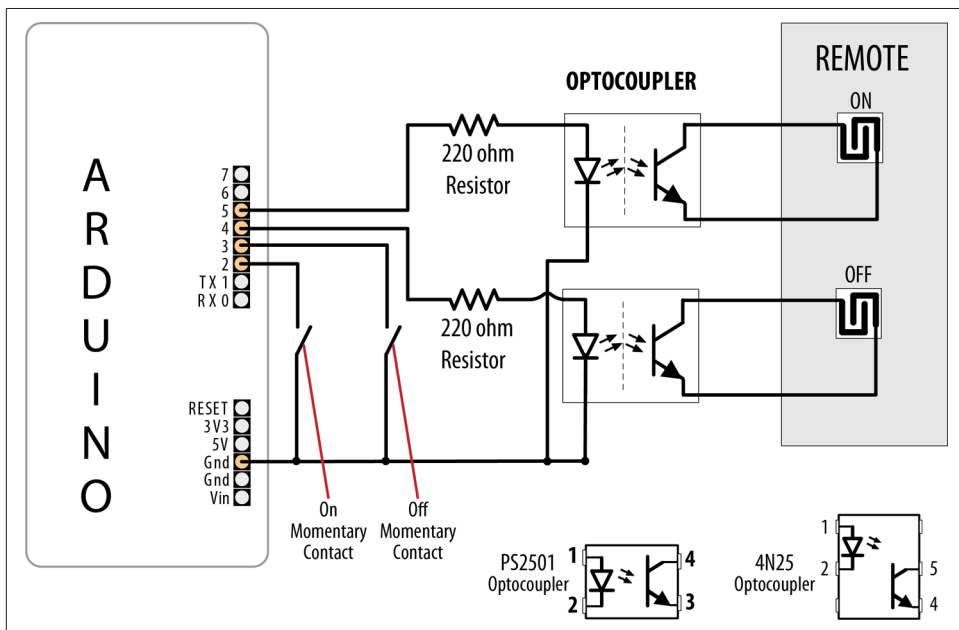 ARDUINO
7
6
5
4
3
2
TX 1
RX 0
RESET
3V3
5V
Gnd
Gnd
Vin
On
Momentary
Contact
Off
Momentary
Contact
220 ohm
Resistor
220 ohm
Resistor
OPTOCOUPLER
REMOTE
ON
OFF
PS2501
Optocoupler
1
2
4
3
4N25
Optocoupler
1
2
5
4